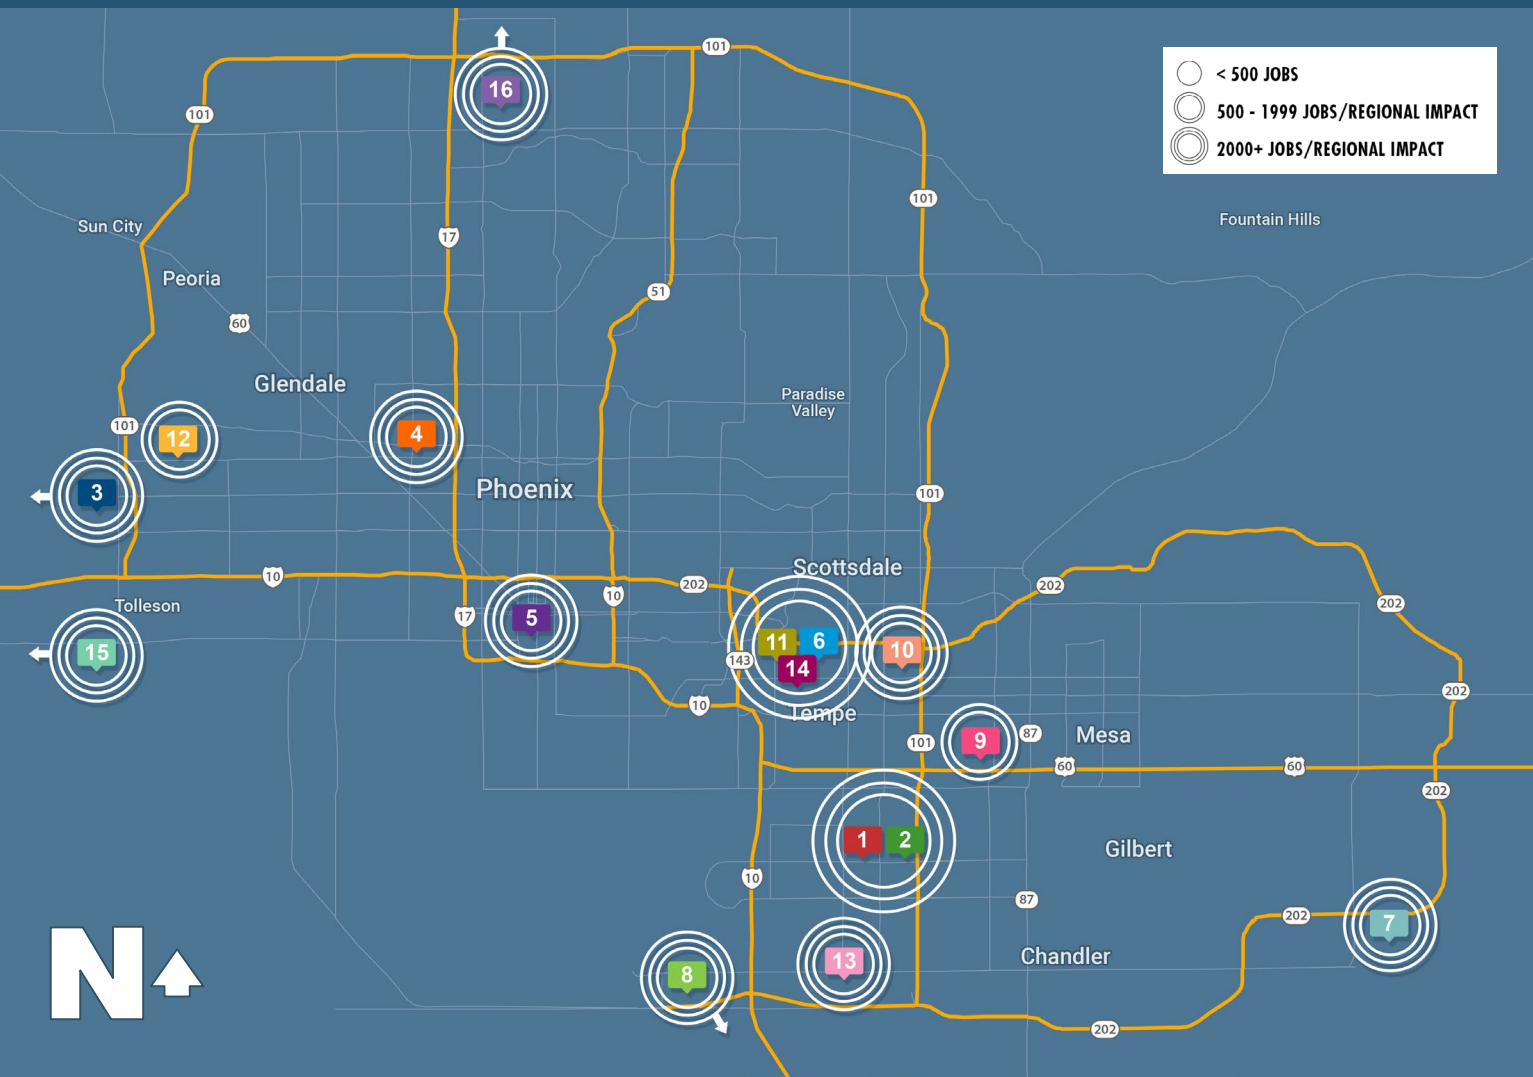 101
16
< 500 JOBS
500 - 1999 JOBS/REGIONAL IMPACT
2000+ JOBS/REGIONAL IMPACT
101
101
Sun City
Fountain Hills
17
Peoria
51
60
Glendale
Paradise
Valley
101
12
4
3
Phoenix
101
10
Scottsdale
202
202
10
202
Tolleson
17
5
15
11
6
14
143
10
202
10
Tempe
9
87
Mesa
101
60
60
202
1
2
Gilbert
10
87
202
7
Chandler
13
8
N
202